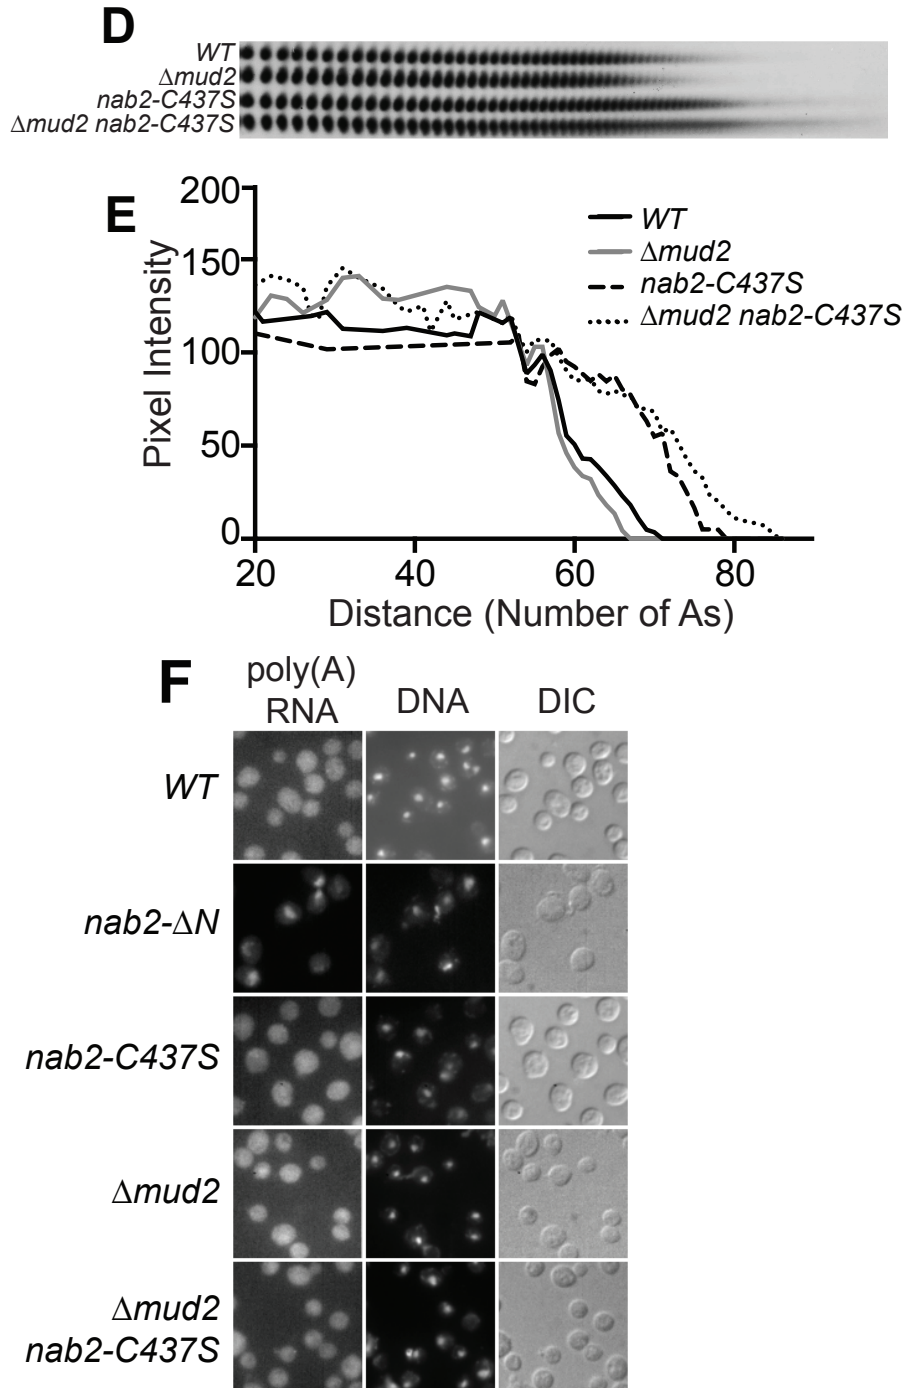 D
WT
Δmud2
nab2-C437S
Δmud2 nab2-C437S
E
200
150
100
50
0
Pixel Intensity
WT
Δmud2
nab2-C437S
Δmud2 nab2-C437S
20 40 60 80
Distance (Number of As)
F
poly(A)
RNA
DNA
DIC
WT
nab2-ΔN
nab2-C437S
Δmud2
Δmud2
nab2-C437S